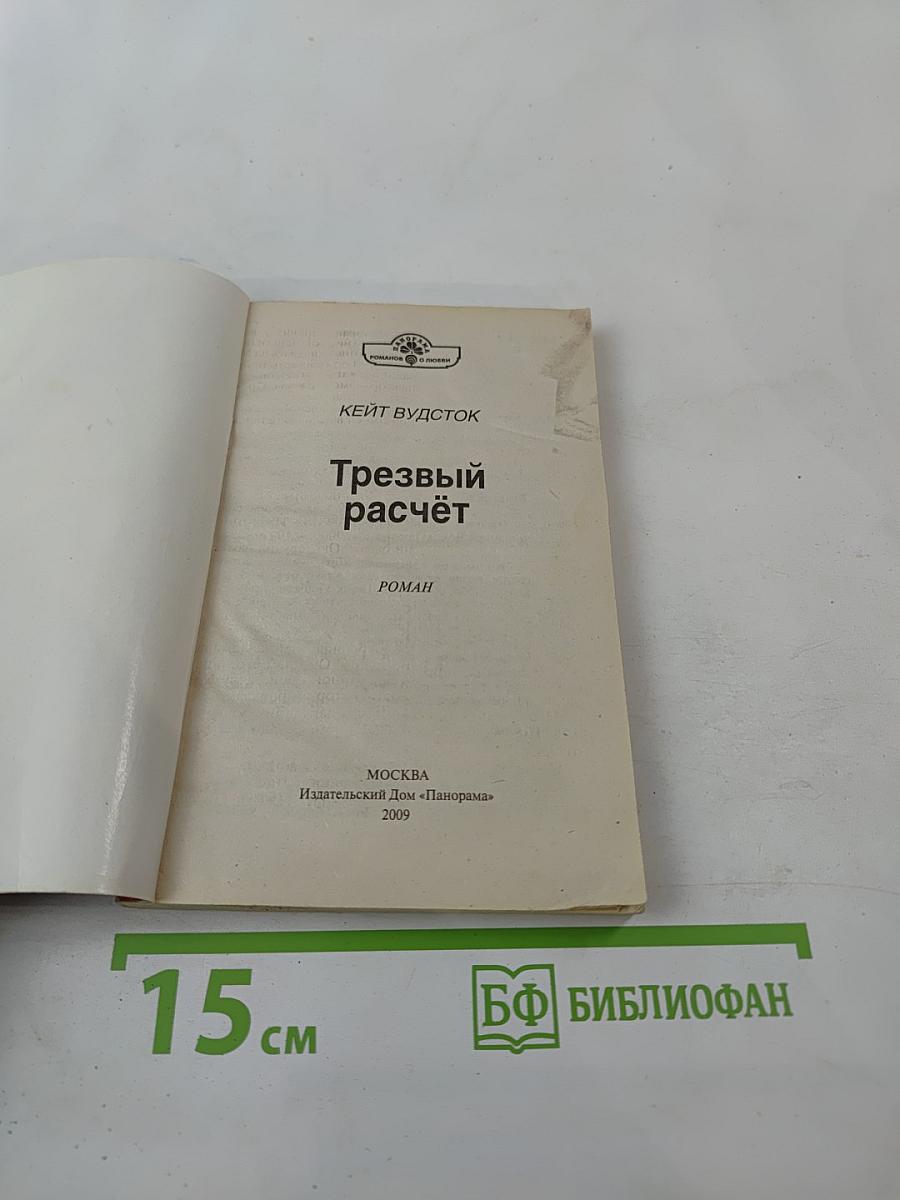 ПАНОРАМА
РОМАНОВ О ЛЮБВИ
КЕЙТ ВУДСТОК
Трезвый
расчёт
РОМАН
МОСКВА
Издательский Дом «Панорама»
2009
15 см
БФ БИБЛИОФАН